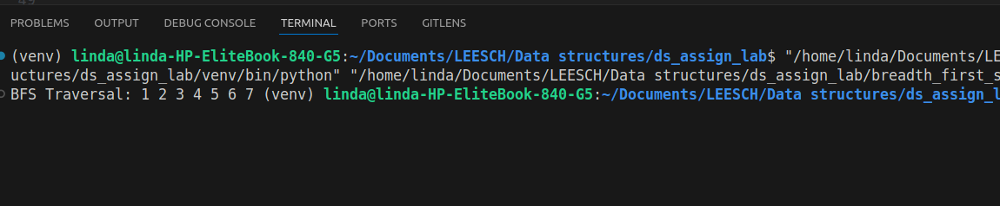 PROBLEMS OUTPUT DEBUG CONSOLE TERMINAL PORTS GITLENS
(venv) linda@linda-HP-EliteBook-840-G5:~/Documents/LEESCH/Data structures/ds_assign_lab$ "/home/linda/Documents/LE
uctures/ds_assign_lab/venv/bin/python" "/home/linda/Documents/LEESCH/Data structures/ds_assign_lab/breadth_first_s
BFS Traversal: 1 2 3 4 5 6 7 (venv) linda@linda-HP-EliteBook-840-G5:~/Documents/LEESCH/Data structures/ds_assign_l